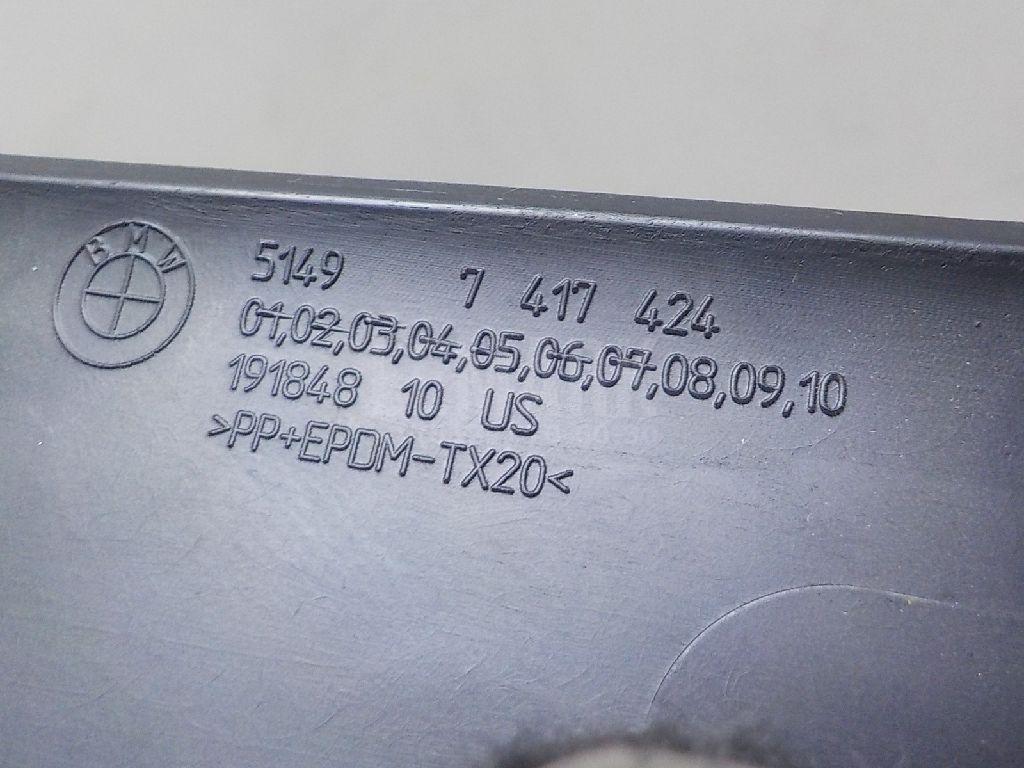 BMW
5149 7 417 424
01,02,03,04,05,06,07,08,09,10
191848 10 US
>PP+EPDM-TX20<